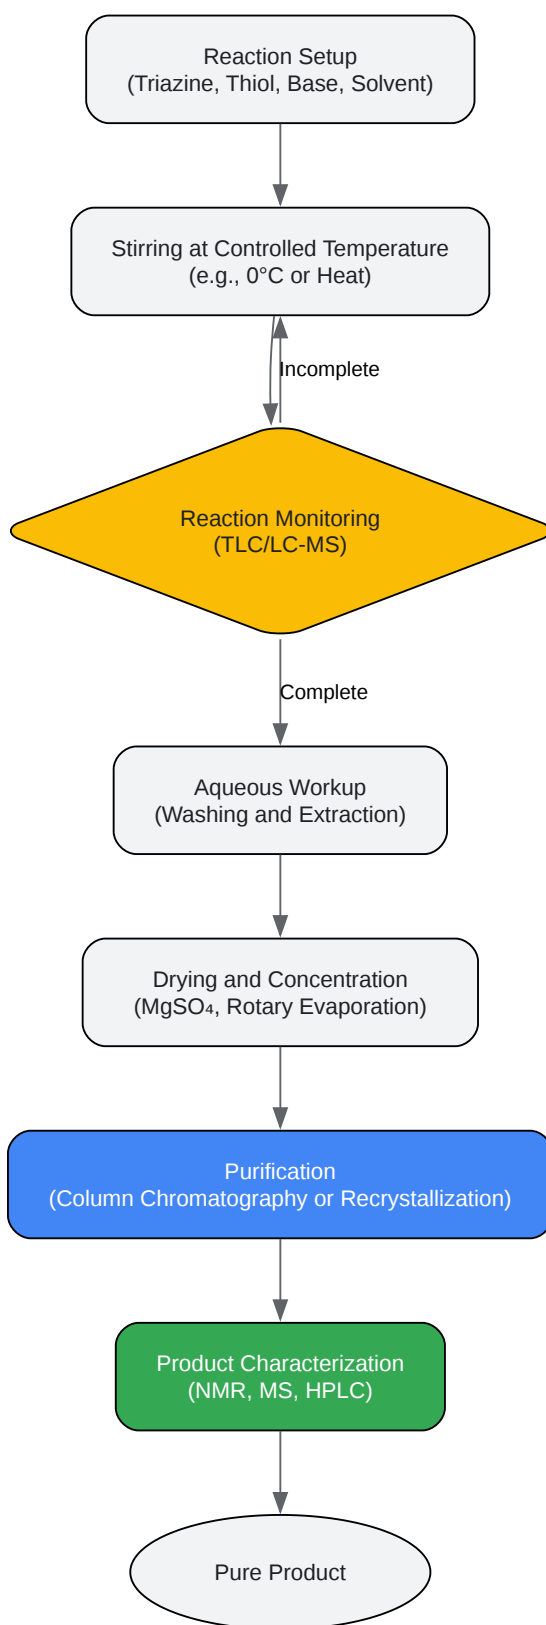 Reaction Setup
(Triazine, Thiol, Base, Solvent)
Stirring at Controlled Temperature
(e.g., 0°C or Heat)
Incomplete
Reaction Monitoring
(TLC/LC-MS)
Complete
Aqueous Workup
(Washing and Extraction)
Drying and Concentration
(MgSO₄, Rotary Evaporation)
Purification
(Column Chromatography or Recrystallization)
Product Characterization
(NMR, MS, HPLC)
Pure Product